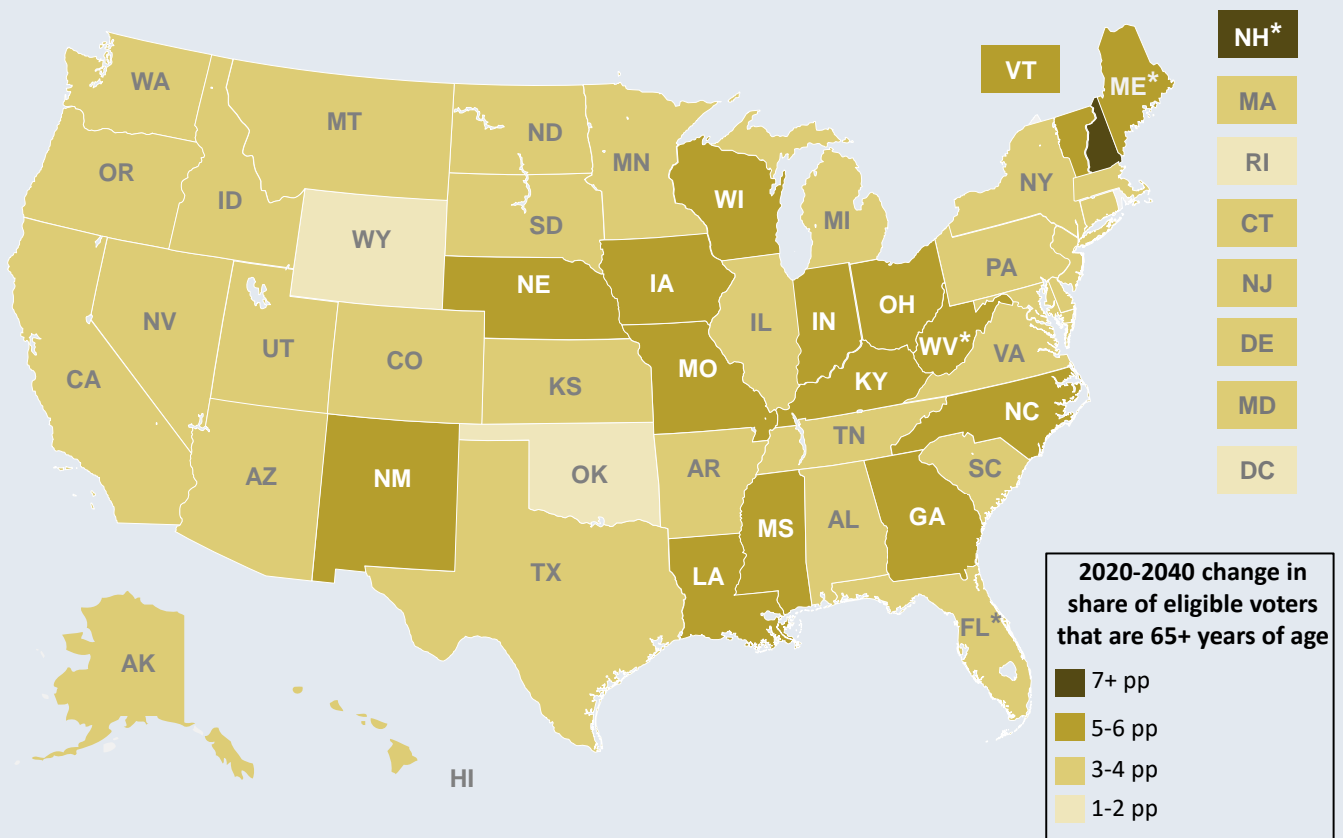 NH*
VT
ME*
WA
MA
MT
ND
MN
OR
RI
WI
NY
ID
SD
MI
WY
CT
PA
NE
IA
NJ
OH
IL
IN
NV
UT
WV*
DE
VA
CO
MO
CA
KS
KY
MD
NC
TN
AZ
NM
OK
AR
SC
DC
MS
AL
GA
TX
LA
2020-2040 change in
share of eligible voters
that are 65+ years of age
FL*
AK
7+ pp
5-6 pp
3-4 pp
HI
1-2 pp